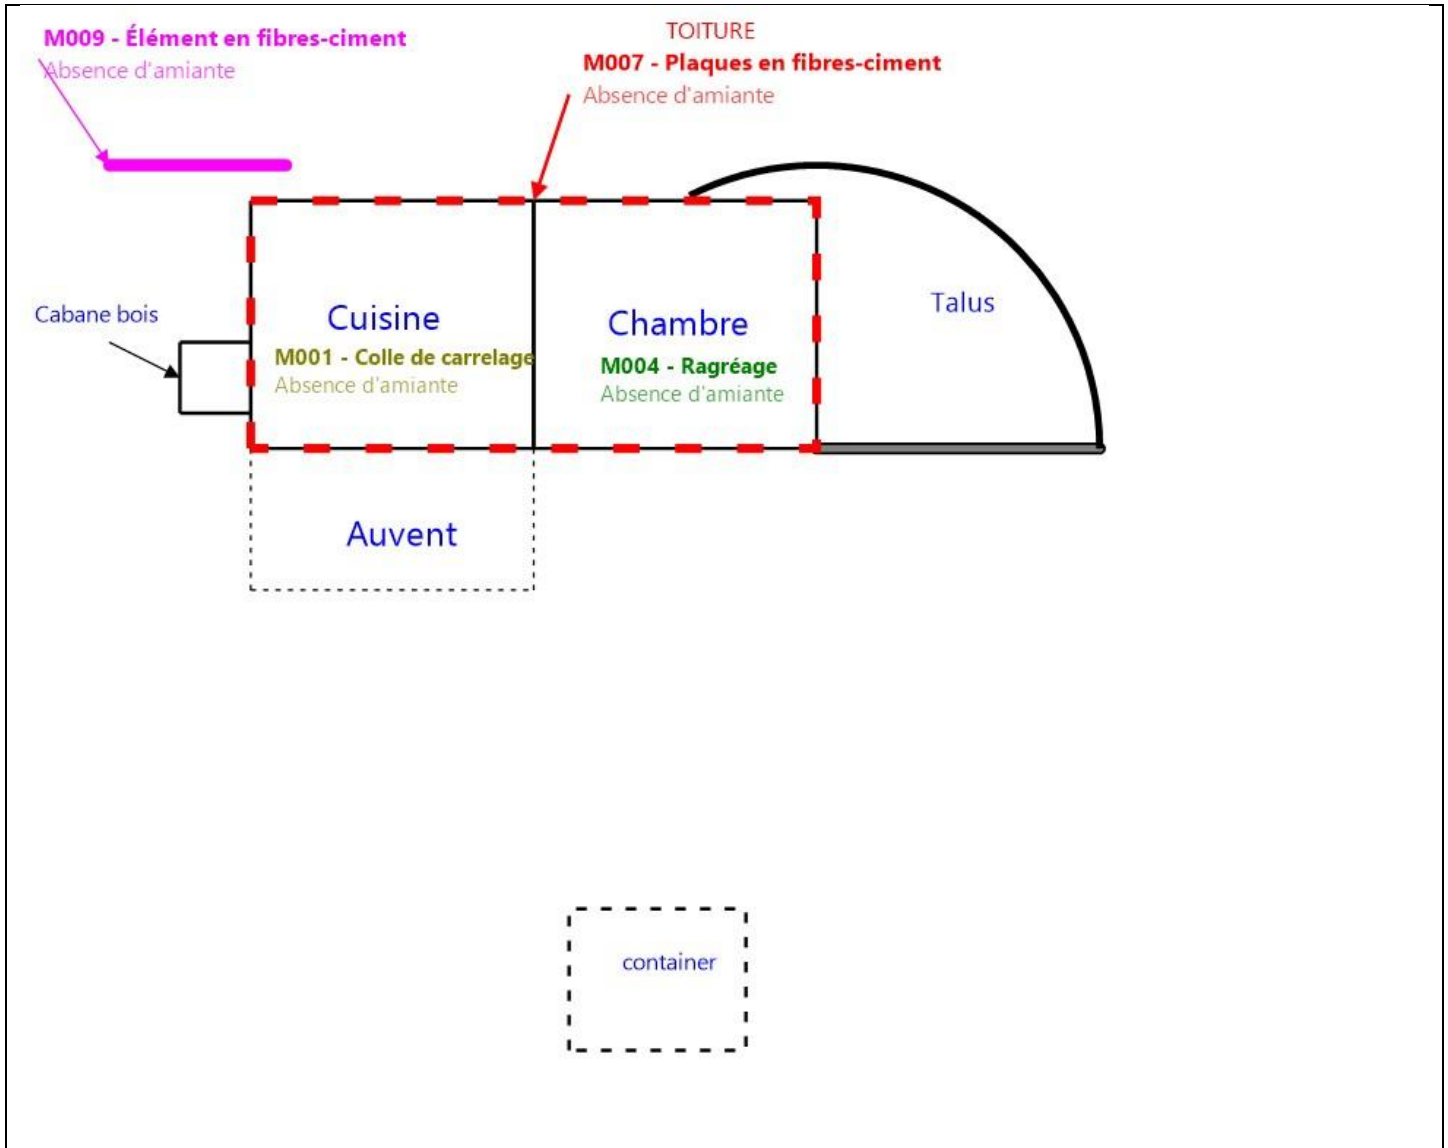 M009 - Élément en fibres-ciment
Absence d'amiante
TOITURE
M007 - Plaques en fibres-ciment
Absence d'amiante
Cabane bois
Cuisine
M001 - Colle de carrelage
Absence d'amiante
Chambre
M004 - Ragréage
Absence d'amiante
Talus
Auvent
container